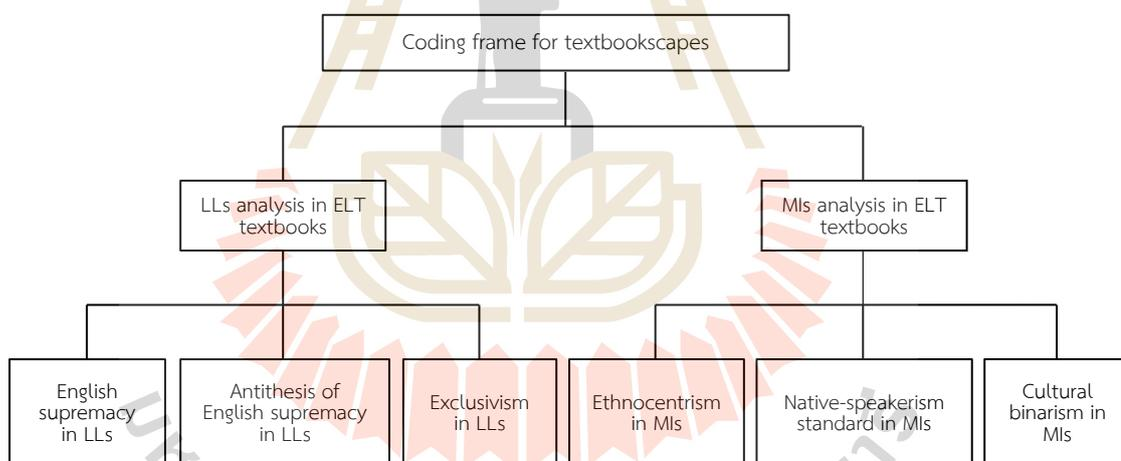 Coding frame for textbookscapes
LLs analysis in ELT
textbooks
MIs analysis in ELT
textbooks
English
supremacy
in LLs
Antithesis of
English supremacy
in LLs
Exclusivism
in LLs
Ethnocentrism
in MIs
Native-speakerism
standard in MIs
Cultural
binarism in
MIs